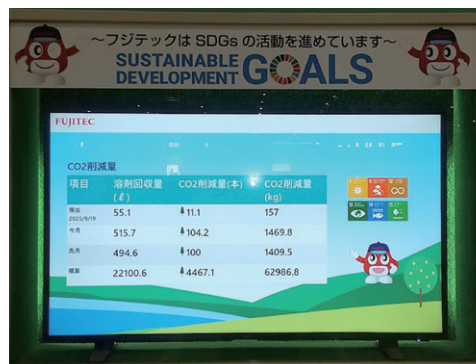 ～フジテックは SDGs の活動を進めています～
SUSTAINABLE
DEVELOPMENT GOALS
FUJITEC
CO2削減量
項目 溶剤回収量(ℓ) CO2削減量(本) CO2削減量(kg)
現在 2025/9/19 55.1 11.1 157
今月 515.7 104.2 1469.8
先月 494.6 100 1409.5
積算 22100.6 4467.1 62986.8